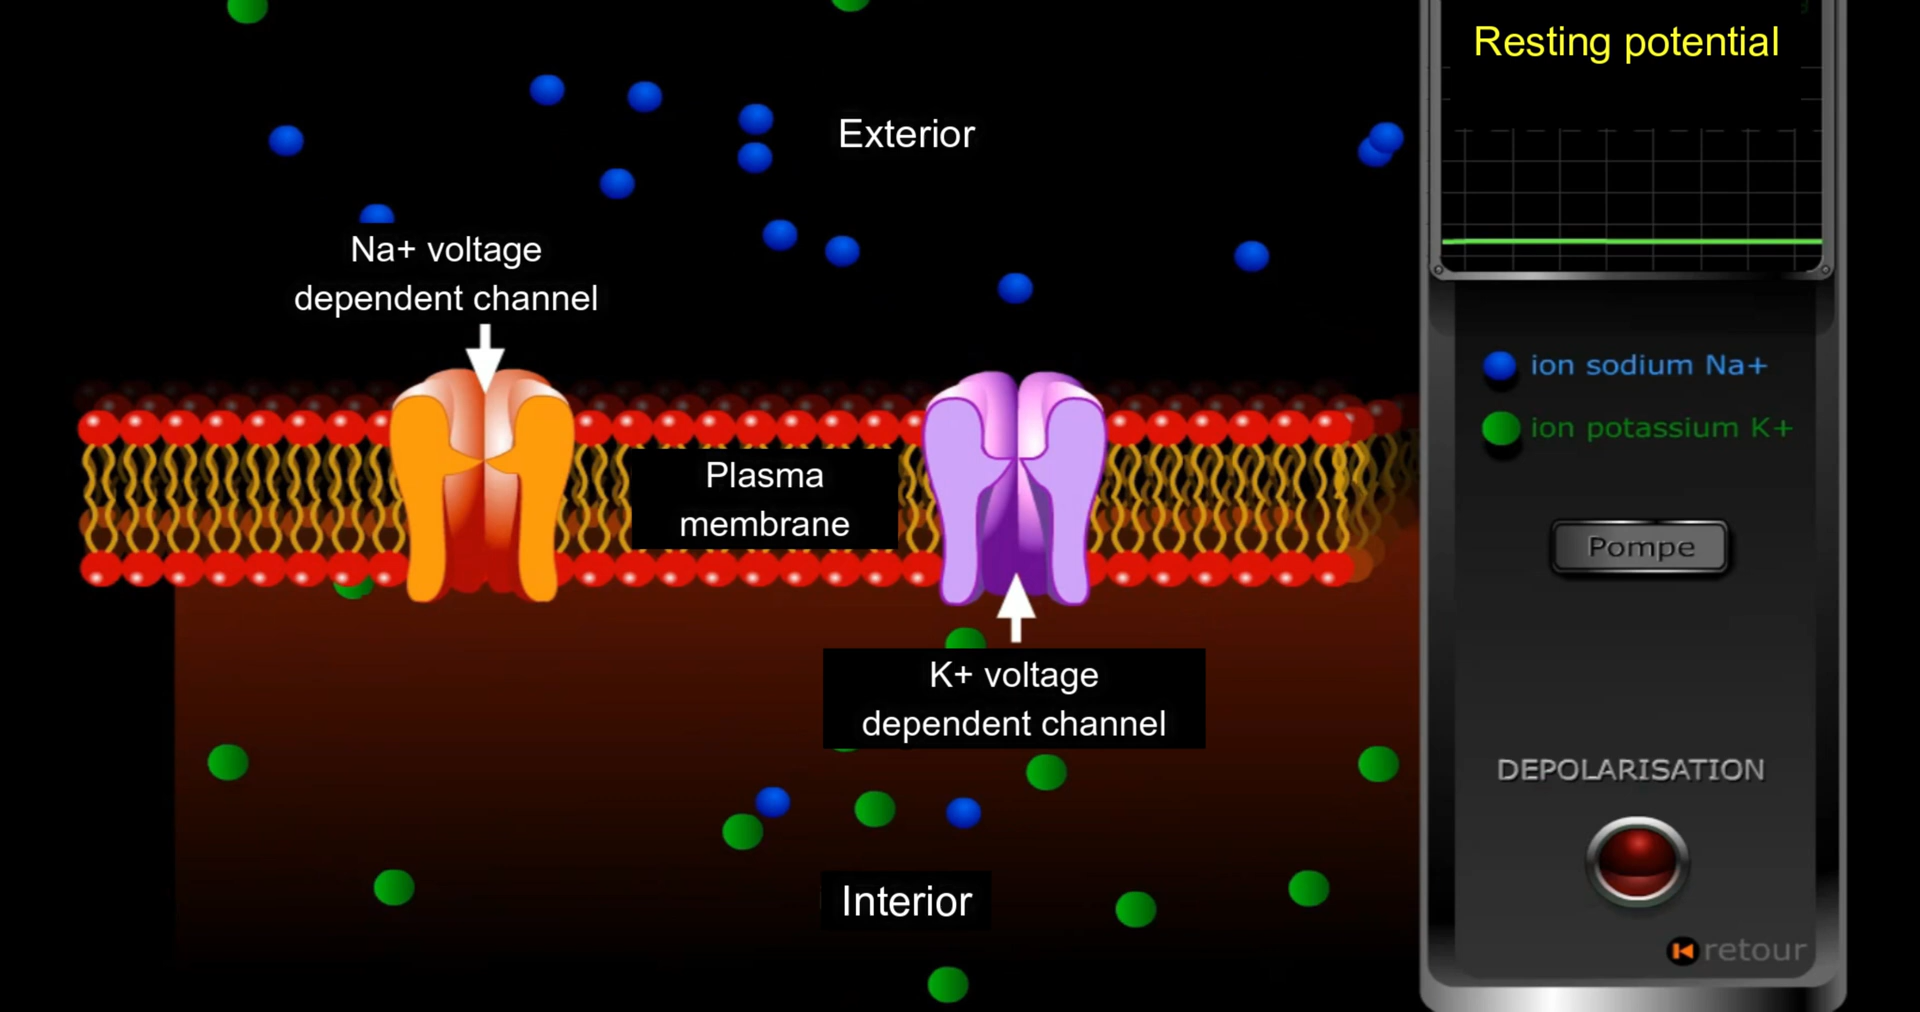 Resting potential
Exterior
Na+ voltage
dependent channel
ion sodium Na+
ion potassium K+
Plasma
membrane
Pompe
K+ voltage
dependent channel
DEPOLARISATION
Interior
retour